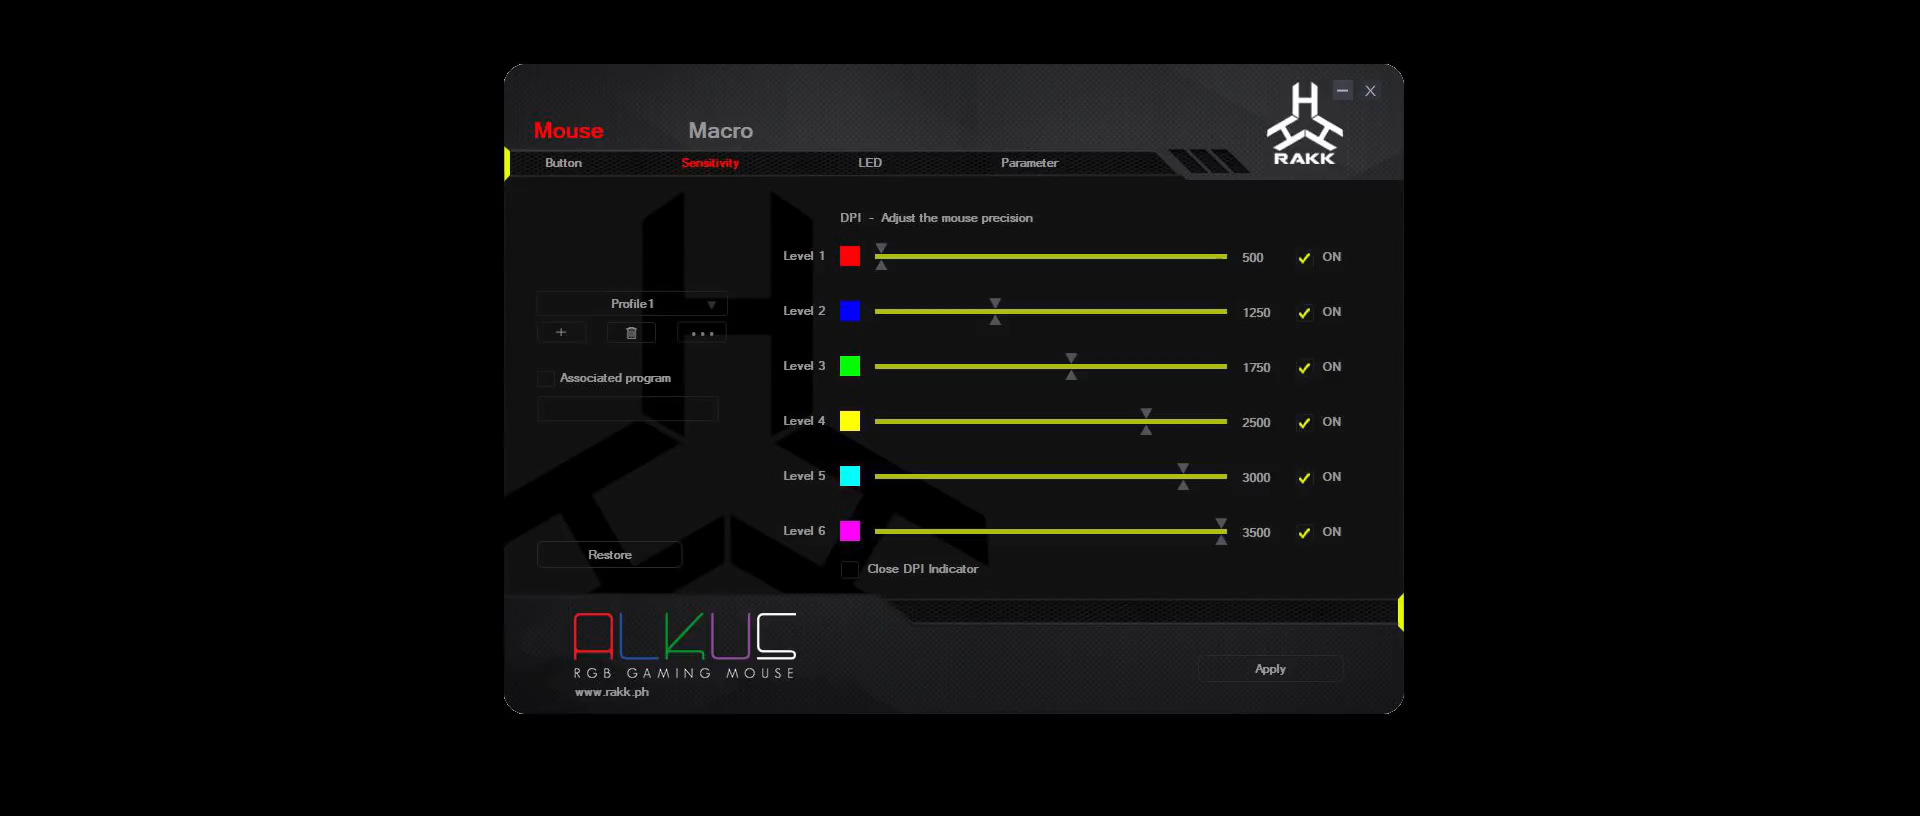 Mouse Macro
RAKK
Button Sensitivity LED Parameter
DPI - Adjust the mouse precision
Level 1 500 ON
Profile1
Level 2 1250 ON
Level 3 1750 ON
Associated program
Level 4 2500 ON
Level 5 3000 ON
Level 6 3500 ON
Restore
Close DPI Indicator
ALKUS
RGB GAMING MOUSE
www.rakk.ph
Apply